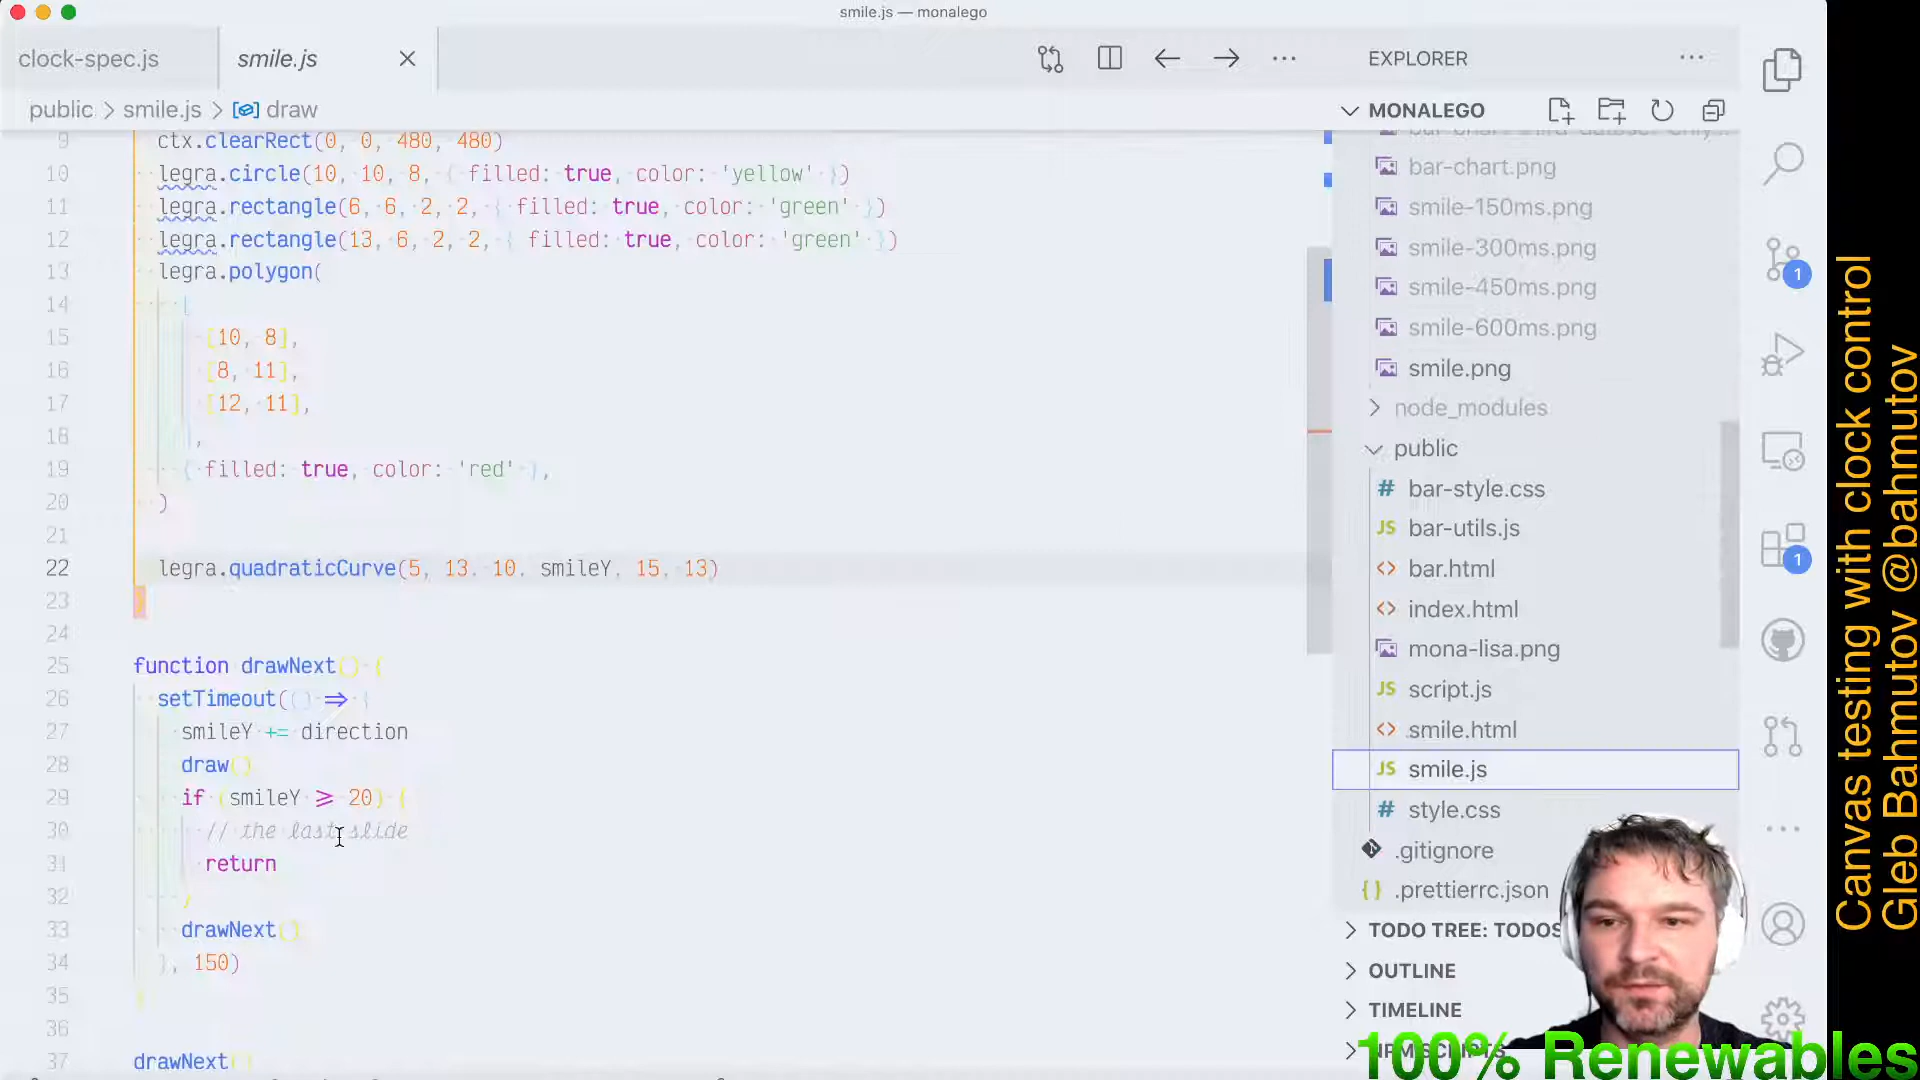 smile.js — monalego
clock-spec.js
smile.js
EXPLORER
public > smile.js > draw
MONALEGO
9 ctx.clearRect(0, 0, 480, 480)
10 legra.circle(10, 10, 8, { filled: true, color: 'yellow' })
11 legra.rectangle(6, 6, 2, 2, { filled: true, color: 'green' })
12 legra.rectangle(13, 6, 2, 2, { filled: true, color: 'green' })
13 legra.polygon(
14 [
15 [10, 8],
16 [8, 11],
17 [12, 11],
18 ],
19 { filled: true, color: 'red' },
20 )
21
22 legra.quadraticCurve(5, 13, 10, smileY, 15, 13)
23 }
24
25 function drawNext() {
26 setTimeout(() => {
27 smileY += direction
28 draw()
29 if (smileY >= 20) {
30 // the last slide
31 return
32 }
33 drawNext()
34 }, 150)
35 }
36
37 drawNext()
bar-chart.png
smile-150ms.png
smile-300ms.png
smile-450ms.png
smile-600ms.png
smile.png
node_modules
public
bar-style.css
bar-utils.js
bar.html
index.html
mona-lisa.png
script.js
smile.html
smile.js
style.css
.gitignore
.prettierrc.json
TODO TREE: TODOS
OUTLINE
TIMELINE
NPM SCRIPTS
1
1
Canvas testing with clock control
Gleb Bahmutov @bahmutov
100% Renewables